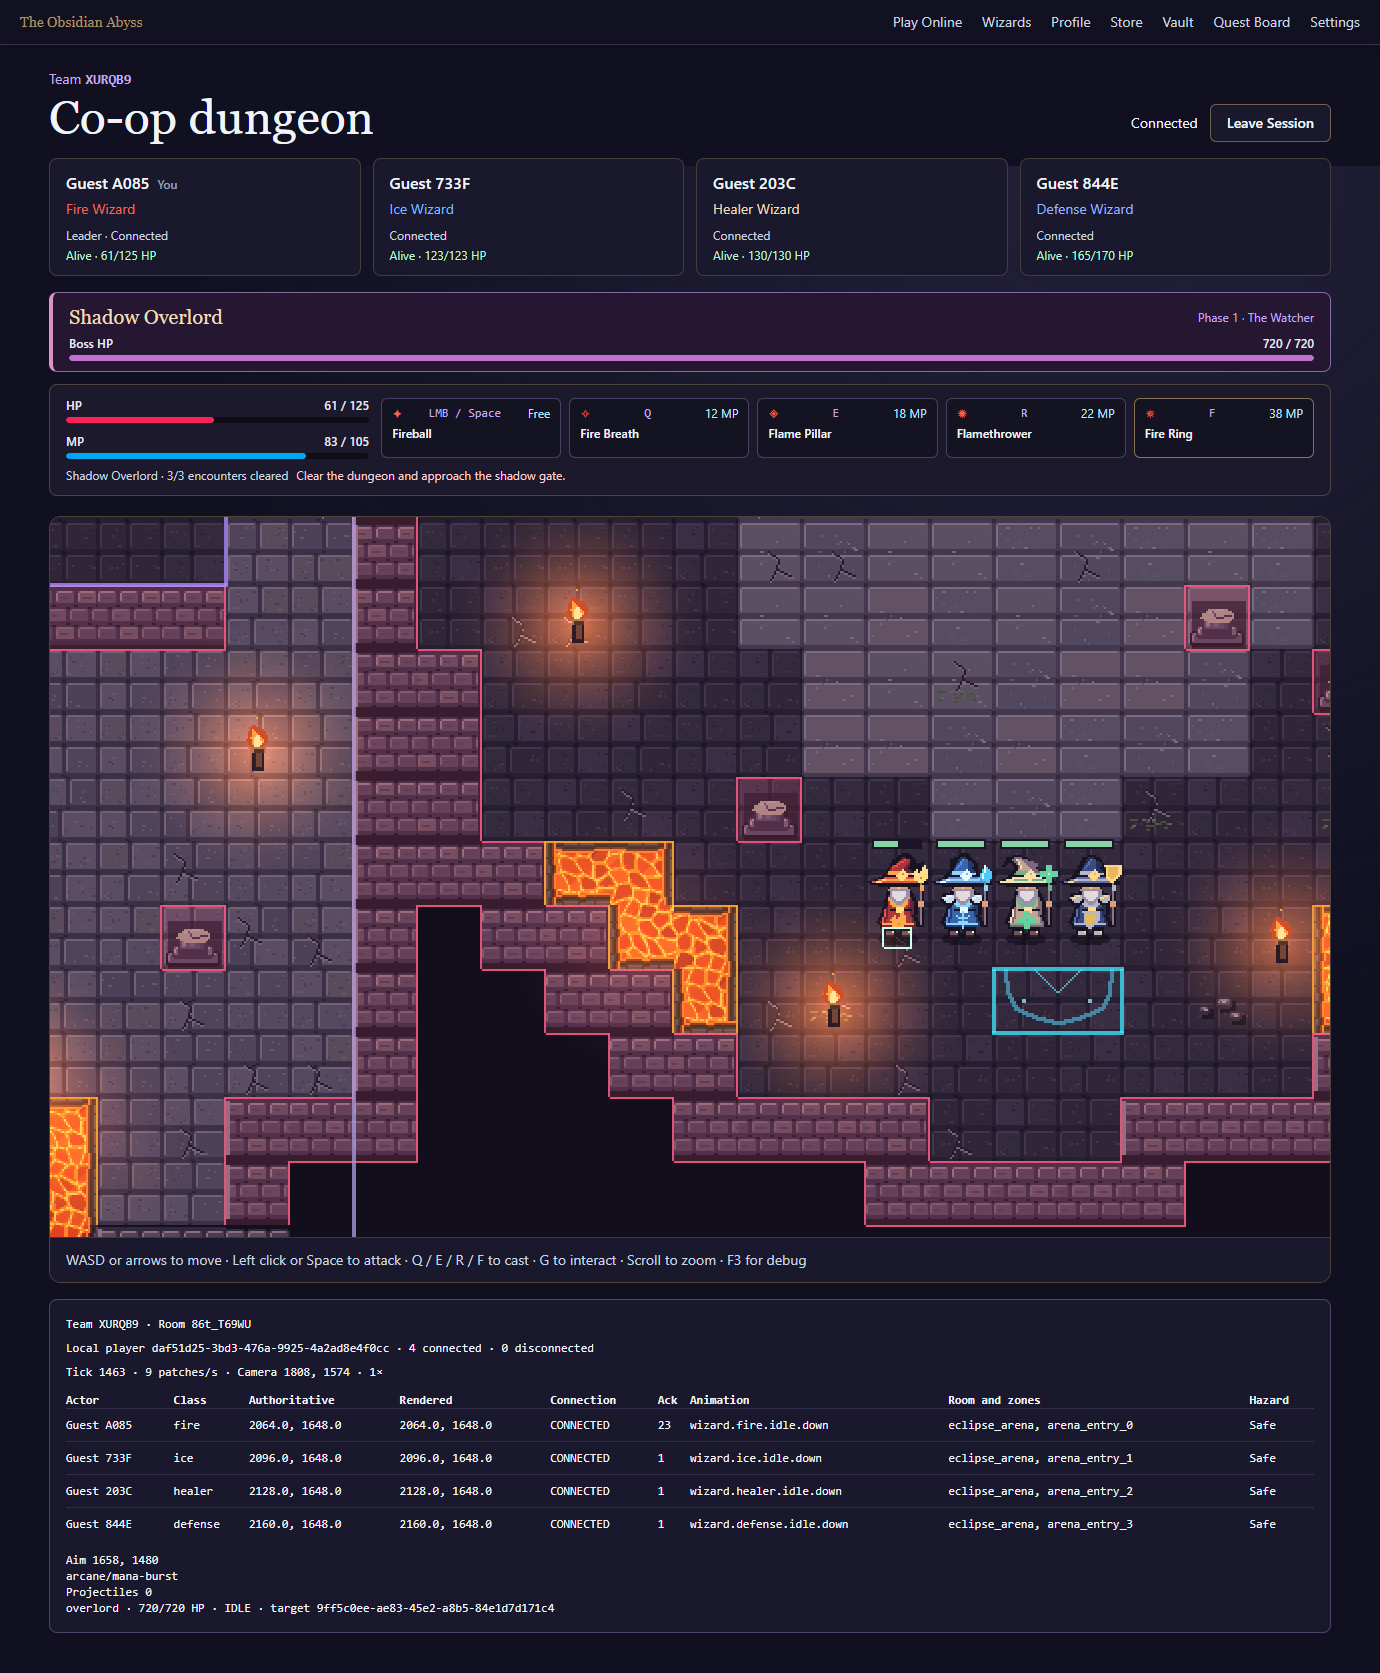 The Obsidian Abyss
Play Online Wizards Profile Store Vault Quest Board Settings
Team XURQB9
Co-op dungeon
Connected Leave Session
Guest A085 You
Fire Wizard
Leader · Connected
Alive · 61/125 HP
Guest 733F
Ice Wizard
Connected
Alive · 123/123 HP
Guest 203C
Healer Wizard
Connected
Alive · 130/130 HP
Guest 844E
Defense Wizard
Connected
Alive · 165/170 HP
Shadow Overlord
Phase 1 · The Watcher
Boss HP 720 / 720
HP 61 / 125
MP 83 / 105
LMB / Space Free
Fireball
Q 12 MP
Fire Breath
E 18 MP
Flame Pillar
R 22 MP
Flamethrower
F 38 MP
Fire Ring
Shadow Overlord · 3/3 encounters cleared Clear the dungeon and approach the shadow gate.
WASD or arrows to move · Left click or Space to attack · Q / E / R / F to cast · G to interact · Scroll to zoom · F3 for debug
Team XURQB9 · Room 86t_T69WU
Local player daf51d25-3bd3-476a-9925-4a2ad8e4f0cc · 4 connected · 0 disconnected
Tick 1463 · 9 patches/s · Camera 1808, 1574 · 1×
Actor Class Authoritative Rendered Connection Ack Animation Room and zones Hazard
Guest A085 fire 2064.0, 1648.0 2064.0, 1648.0 CONNECTED 23 wizard.fire.idle.down eclipse_arena, arena_entry_0 Safe
Guest 733F ice 2096.0, 1648.0 2096.0, 1648.0 CONNECTED 1 wizard.ice.idle.down eclipse_arena, arena_entry_1 Safe
Guest 203C healer 2128.0, 1648.0 2128.0, 1648.0 CONNECTED 1 wizard.healer.idle.down eclipse_arena, arena_entry_2 Safe
Guest 844E defense 2160.0, 1648.0 2160.0, 1648.0 CONNECTED 1 wizard.defense.idle.down eclipse_arena, arena_entry_3 Safe
Aim 1658, 1480
arcane/mana-burst
Projectiles 0
overlord · 720/720 HP · IDLE · target 9ff5c0ee-ae83-45e2-a8b5-84e1d7d171c4